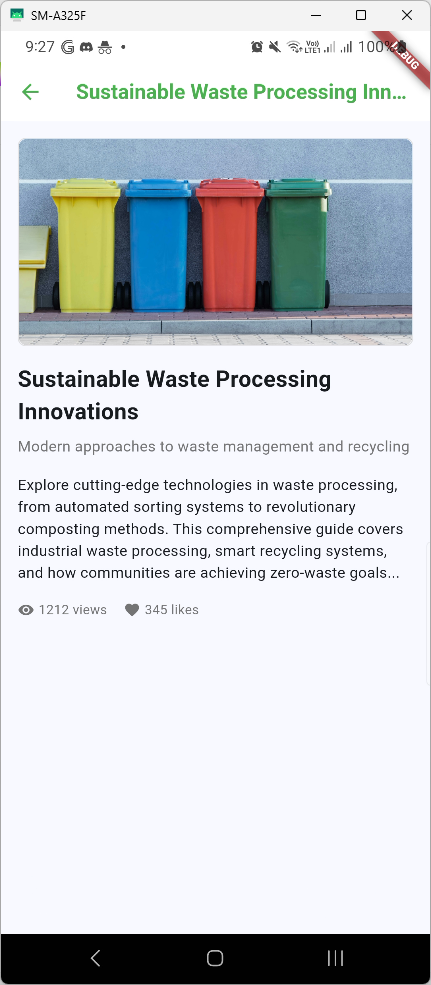 SM-A325F
9:27
Vo))
LTE1
100%
DEBUG
Sustainable Waste Processing Inn...
Sustainable Waste Processing
Innovations
Modern approaches to waste management and recycling
Explore cutting-edge technologies in waste processing,
from automated sorting systems to revolutionary
composting methods. This comprehensive guide covers
industrial waste processing, smart recycling systems,
and how communities are achieving zero-waste goals...
1212 views
345 likes